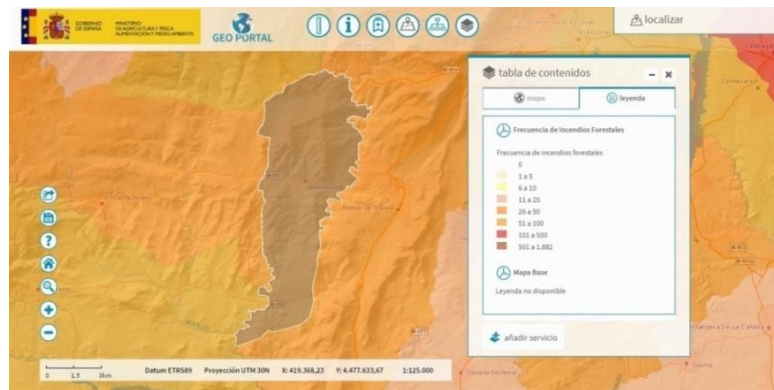 GOBIERNO
DE ESPAÑA
MINISTERIO
DE AGRICULTURA Y PESCA,
ALIMENTACIÓN Y MEDIO AMBIENTE
GEO PORTAL
localizar
tabla de contenidos
mapa
leyenda
Frecuencia de Incendios Forestales
Frecuencia de incendios forestales
0
1 a 5
6 a 10
11 a 25
26 a 50
51 a 100
101 a 500
501 a 1.882
Mapa Base
Leyenda no disponible
añadir servicio
0 1.5 3km
Datum ETRS89 Proyección UTM 30N X: 419.368,23 Y: 4.477.633,67 1:125.000